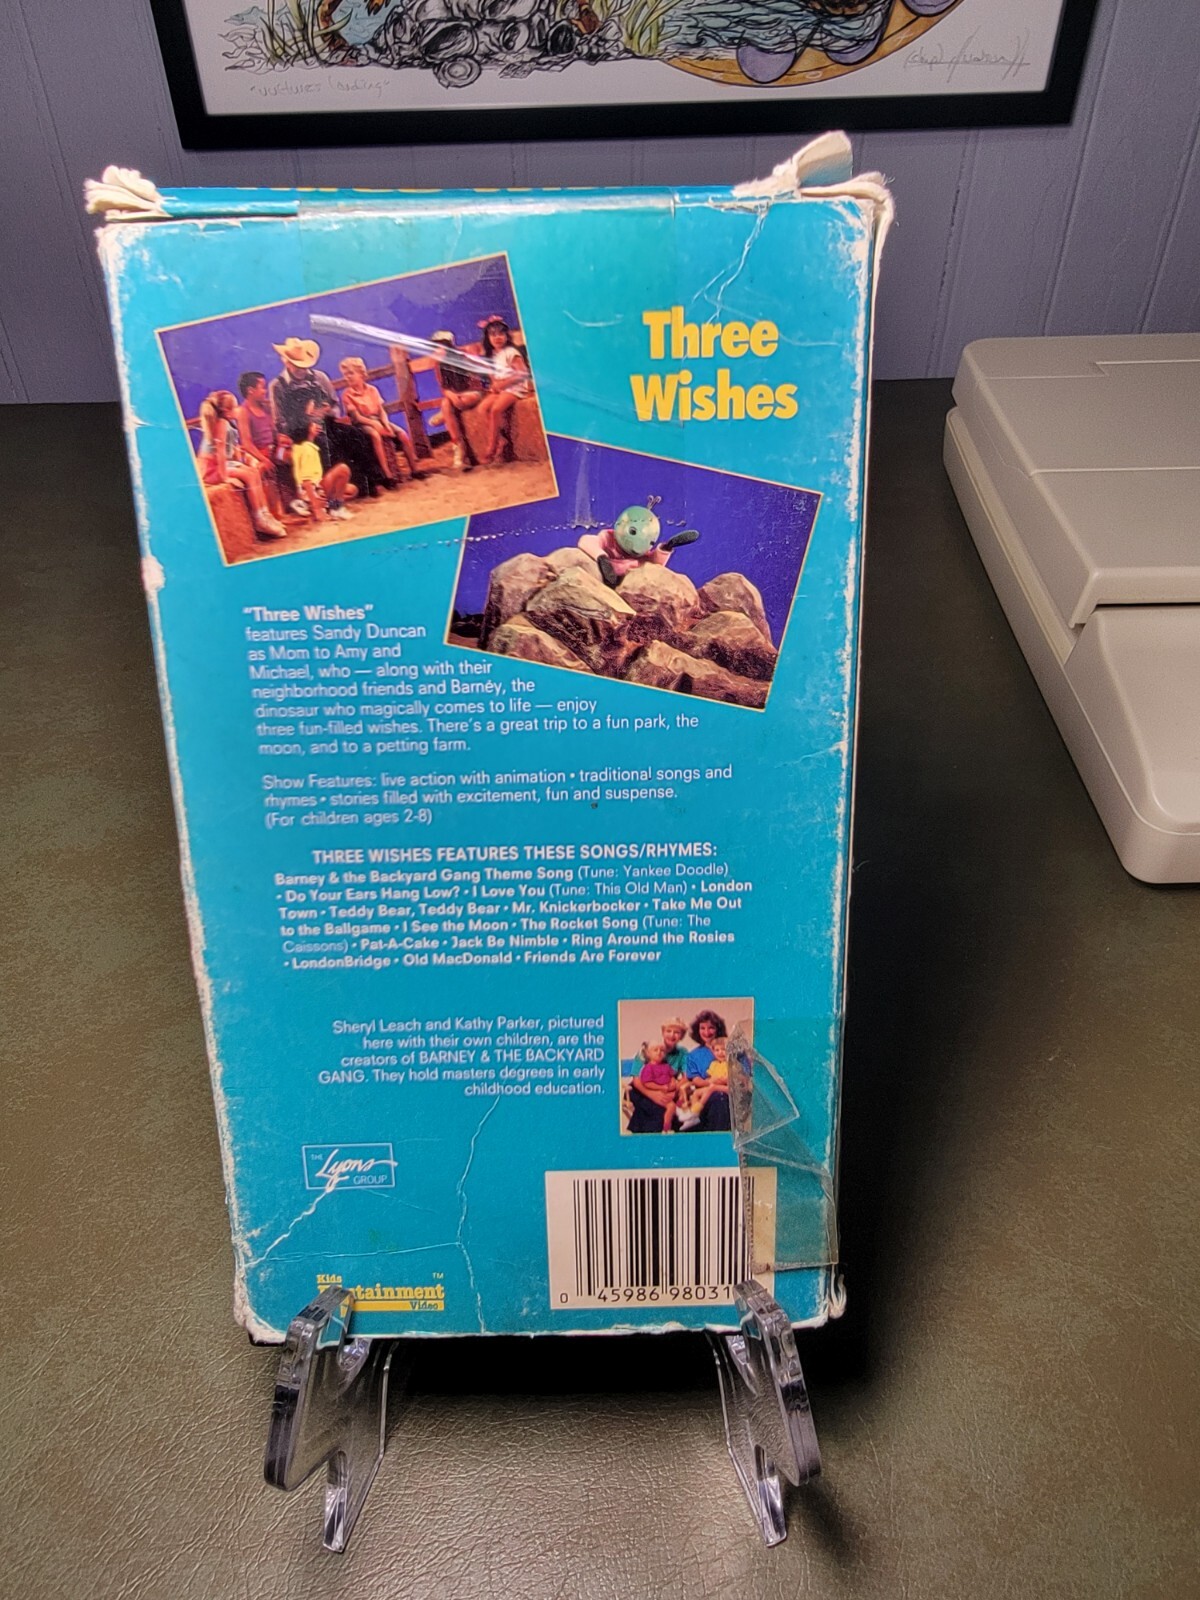 Three
Wishes
"Three Wishes"
features Sandy Duncan
as Mom to Amy and
Michael, who — along with their
neighborhood friends and Barney, the
dinosaur who magically comes to life — enjoy
three fun-filled wishes. There's a great trip to a fun park, the
moon, and to a petting farm.
Show Features: live action with animation • traditional songs and
rhymes • stories filled with excitement, fun and suspense.
(For children ages 2-8)
THREE WISHES FEATURES THESE SONGS/RHYMES:
Barney & the Backyard Gang Theme Song (Tune: Yankee Doodle)
• Do Your Ears Hang Low? • I Love You (Tune: This Old Man) • London
Town • Teddy Bear, Teddy Bear • Mr. Knickerbocker • Take Me Out
to the Ballgame • I See the Moon • The Rocket Song (Tune: The
Caissons) • Pat-A-Cake • Jack Be Nimble • Ring Around the Rosies
• LondonBridge • Old MacDonald • Friends Are Forever
Sheryl Leach and Kathy Parker, pictured
here with their own children, are the
creators of BARNEY & THE BACKYARD
GANG. They hold masters degrees in early
childhood education.
THE
Lyons
GROUP
Kids TM
tainment
Video
0 45986 98031